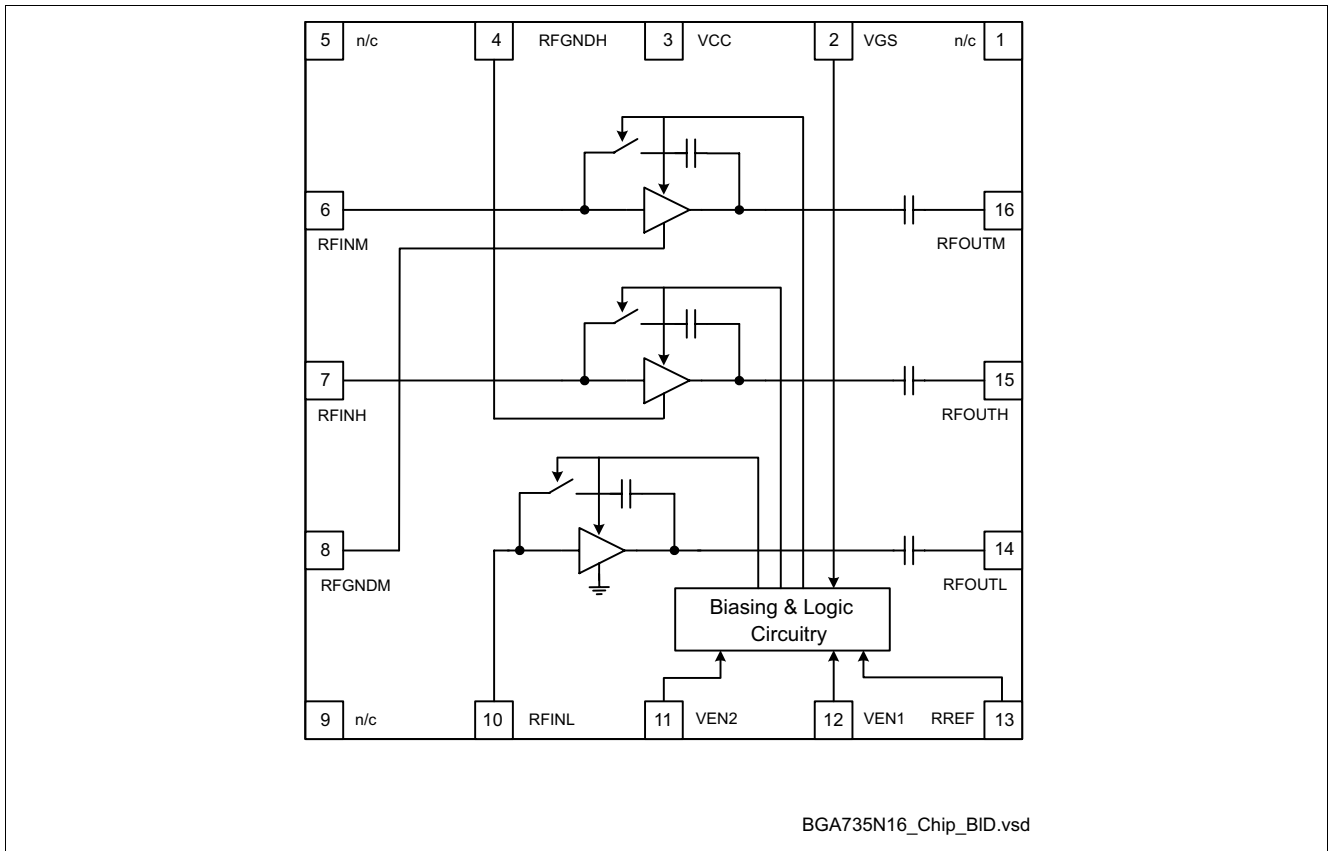 5 n/c 4 RFGNDH 3 VCC 2 VGS n/c 1
6 16
RFINM RFOUTM
7 15
RFINH RFOUTH
8 14
RFGNDM RFOUTL
Biasing & Logic
Circuitry
9 n/c 10 RFINL 11 VEN2 12 VEN1 RREF 13
BGA735N16_Chip_BID.vsd